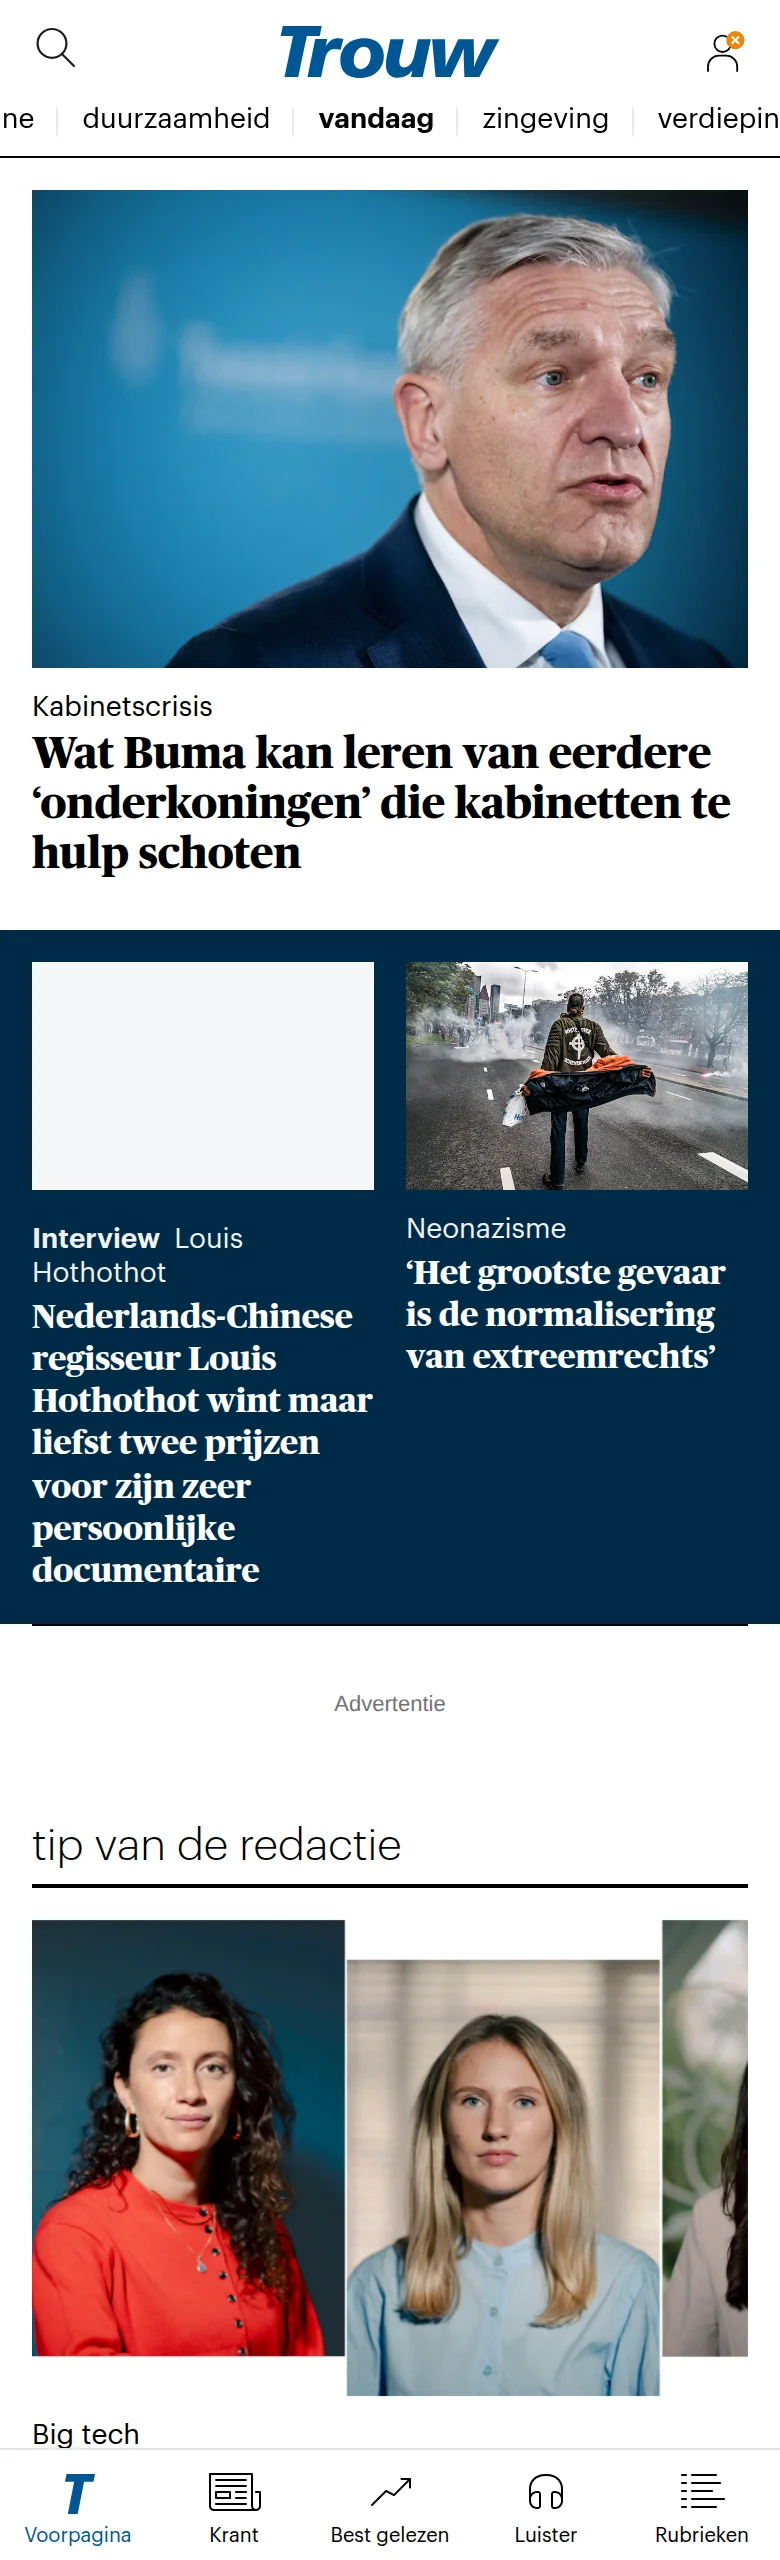 Trouw
ne
duurzaamheid
vandaag
zingeving
verdiepin
Kabinetscrisis
Wat Buma kan leren van eerdere
‘onderkoningen’ die kabinetten te
hulp schoten
Interview Louis
Hothothot
Nederlands-Chinese
regisseur Louis
Hothothot wint maar
liefst twee prijzen
voor zijn zeer
persoonlijke
documentaire
Neonazisme
‘Het grootste gevaar
is de normalisering
van extreemrechts’
Advertentie
tip van de redactie
Big tech
T
Voorpagina
Krant
Best gelezen
Luister
Rubrieken